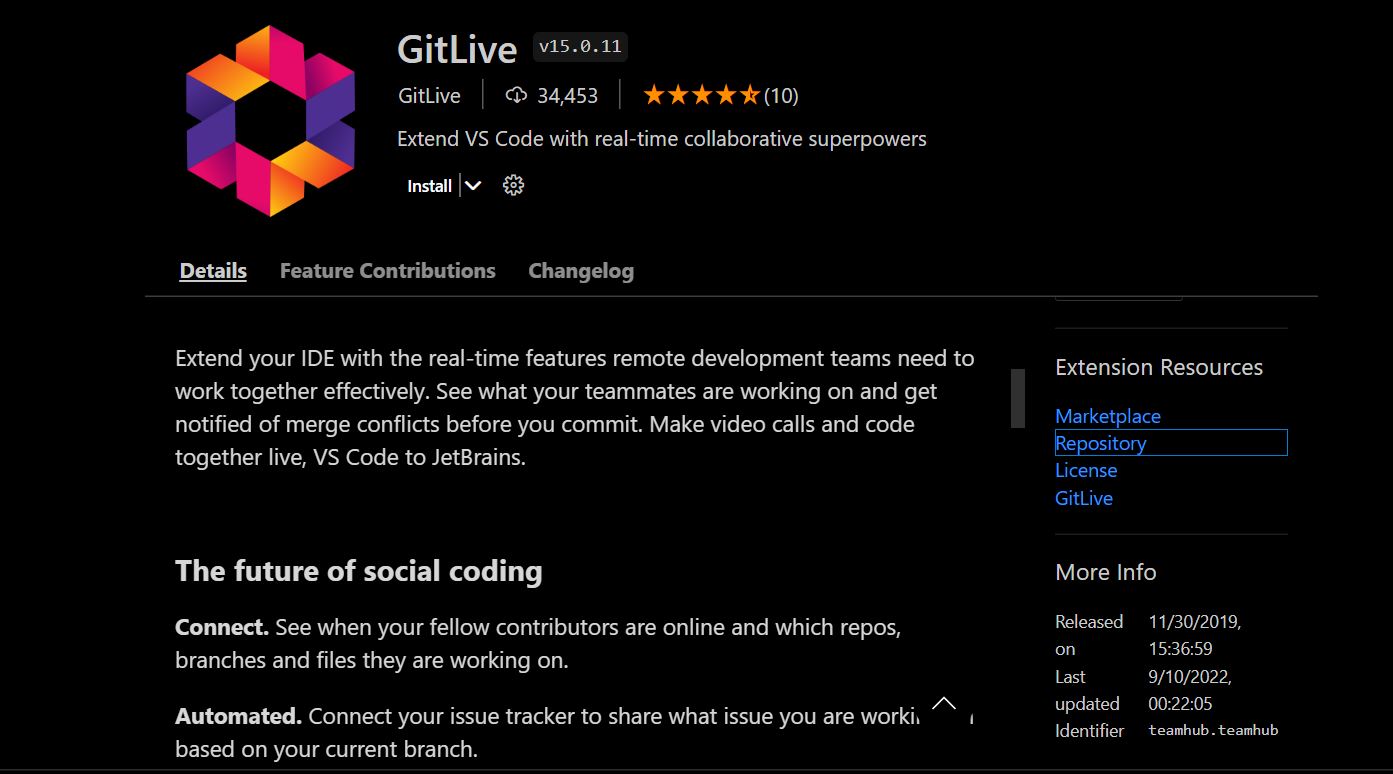 GitLive v15.0.11
GitLive 34,453 (10)
Extend VS Code with real-time collaborative superpowers
Install
Details Feature Contributions Changelog
Extend your IDE with the real-time features remote development teams need to
work together effectively. See what your teammates are working on and get
notified of merge conflicts before you commit. Make video calls and code
together live, VS Code to JetBrains.
The future of social coding
Connect. See when your fellow contributors are online and which repos,
branches and files they are working on.
Automated. Connect your issue tracker to share what issue you are
based on your current branch.
Extension Resources
Marketplace
Repository
License
GitLive
More Info
Released 11/30/2019,
on 15:36:59
Last 9/10/2022,
updated 00:22:05
Identifier teamhub.teamhub